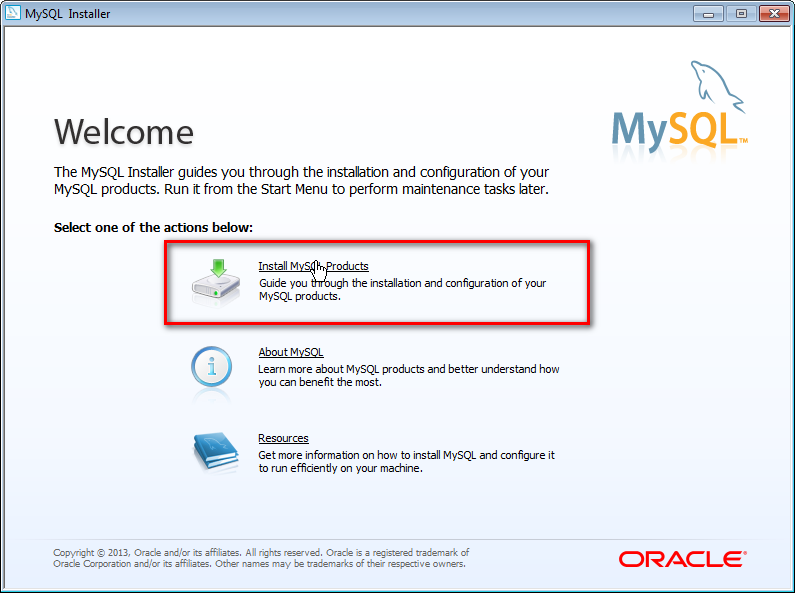 MySQL Installer
MySQL™
Welcome
The MySQL Installer guides you through the installation and configuration of your
MySQL products. Run it from the Start Menu to perform maintenance tasks later.
Select one of the actions below:
Install MySQL Products
Guide you through the installation and configuration of your
MySQL products.
About MySQL
Learn more about MySQL products and better understand how
you can benefit the most.
Resources
Get more information on how to install MySQL and configure it
to run efficiently on your machine.
Copyright © 2013, Oracle and/or its affiliates. All rights reserved. Oracle is a registered trademark of
Oracle Corporation and/or its affiliates. Other names may be trademarks of their respective owners.
ORACLE®